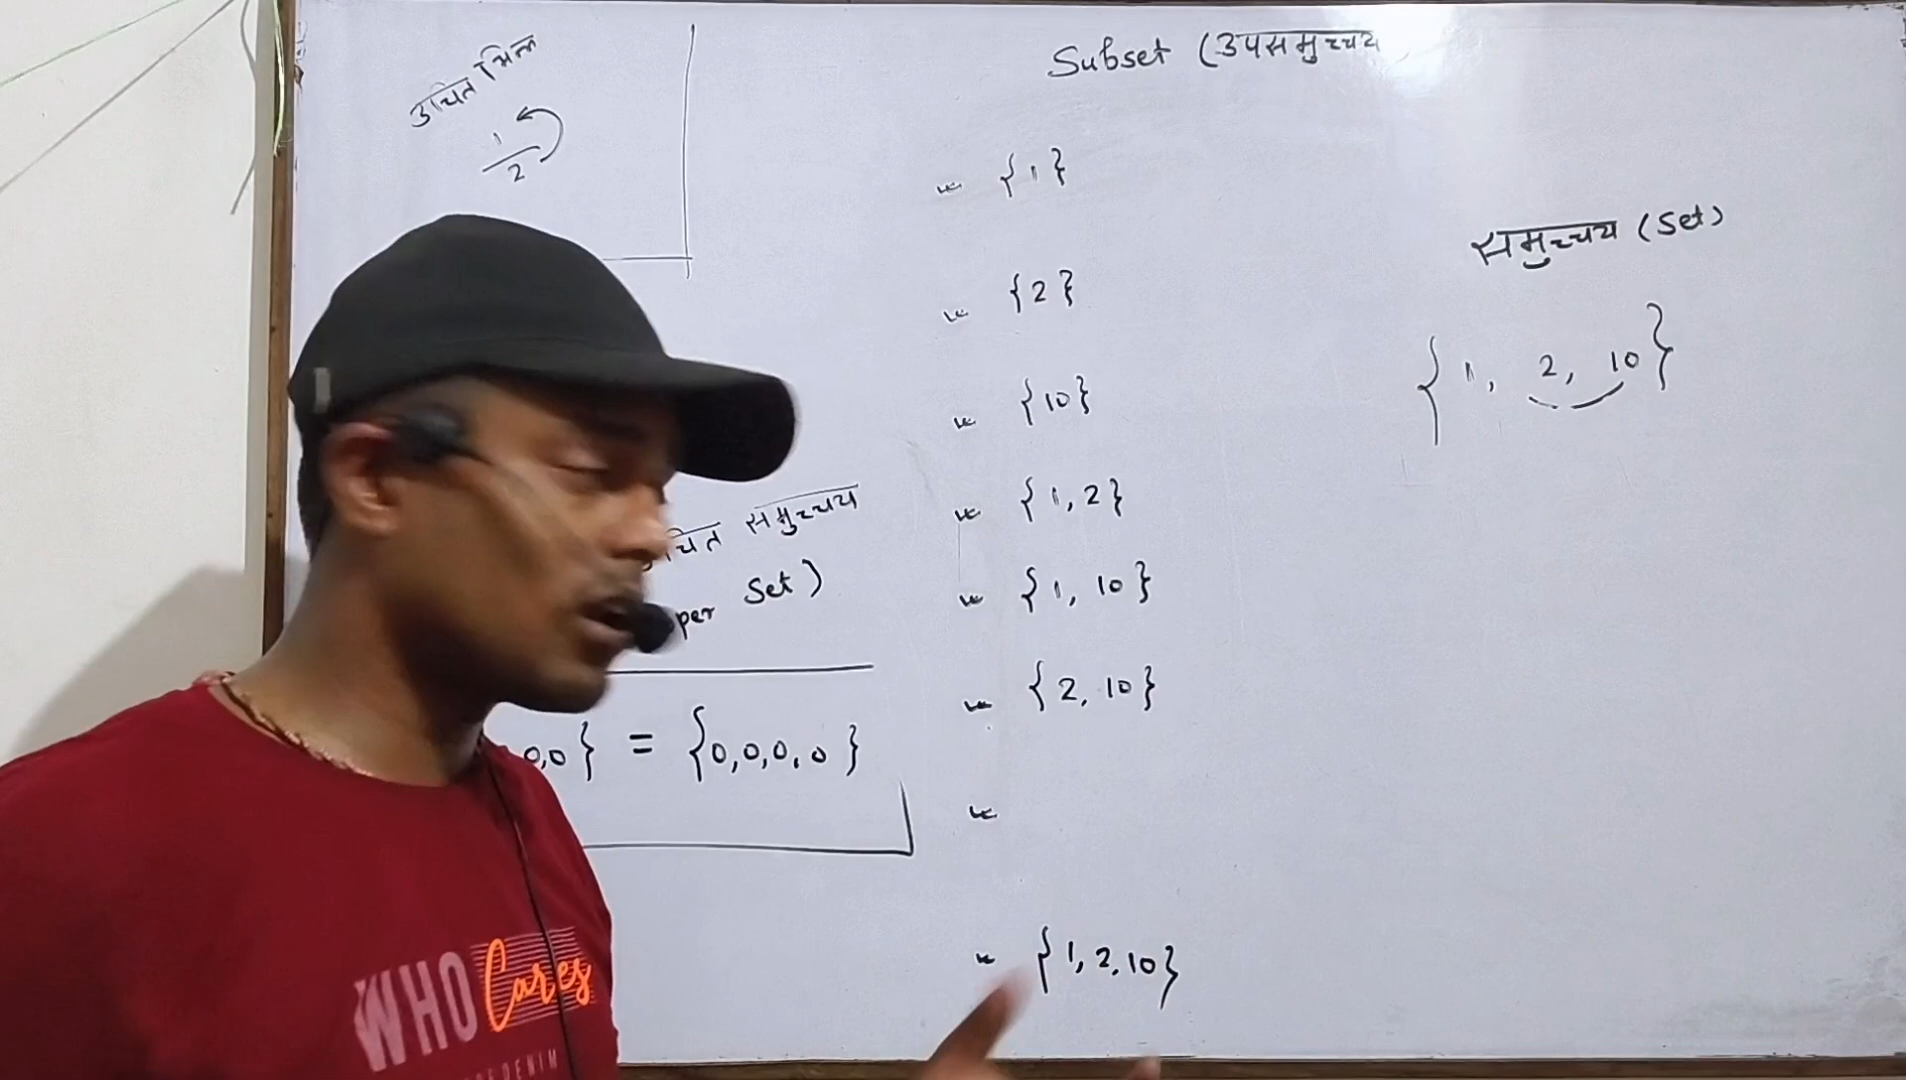 उचित भिन्न
1
2
Subset (उपसमुच्चय
{1}
{2}
{10}
{1, 2}
{1, 10}
{2, 10}
{1, 2, 10}
समुच्चय (Set)
{1, 2, 10}
चित समुच्चय
per Set)
0,0} = {0,0,0,0}
WHO Cares
DENIM